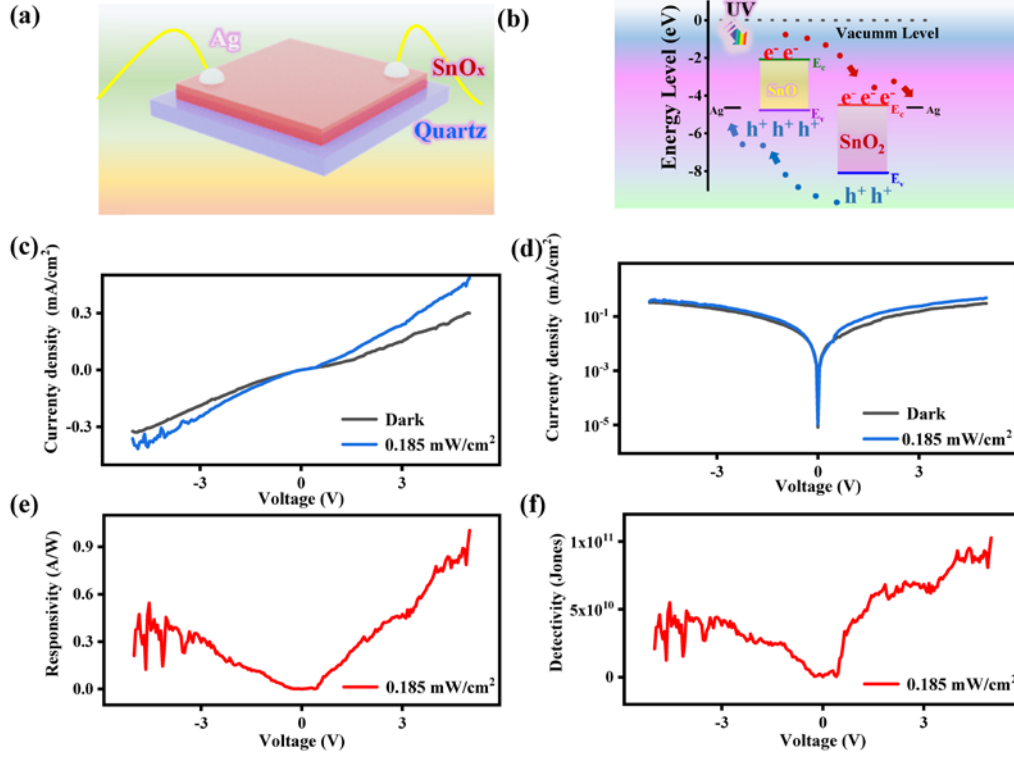 (a)
Ag
SnOₓ
Quartz
(b)
UV
0
-2
-4
-6
-8
Energy Level (eV)
Vacumm Level
e⁻ e⁻
E_c
SnO
E_v
Ag
h⁺ h⁺ h⁺
e⁻ e⁻ e⁻
E_c
Ag
SnO₂
E_v
h⁺ h⁺
(c)
Currenty density (mA/cm²)
0.3
0.0
-0.3
Dark
0.185 mW/cm²
-3
0
3
Voltage (V)
(d)
Currenty density (mA/cm²)
10⁻¹
10⁻³
10⁻⁵
Dark
0.185 mW/cm²
-3
0
3
Voltage (V)
(e)
Responsivity (A/W)
0.9
0.6
0.3
0.0
0.185 mW/cm²
-3
0
3
Voltage (V)
(f)
Detectivity (Jones)
1x10¹¹
5x10¹⁰
0
0.185 mW/cm²
-3
0
3
Voltage (V)